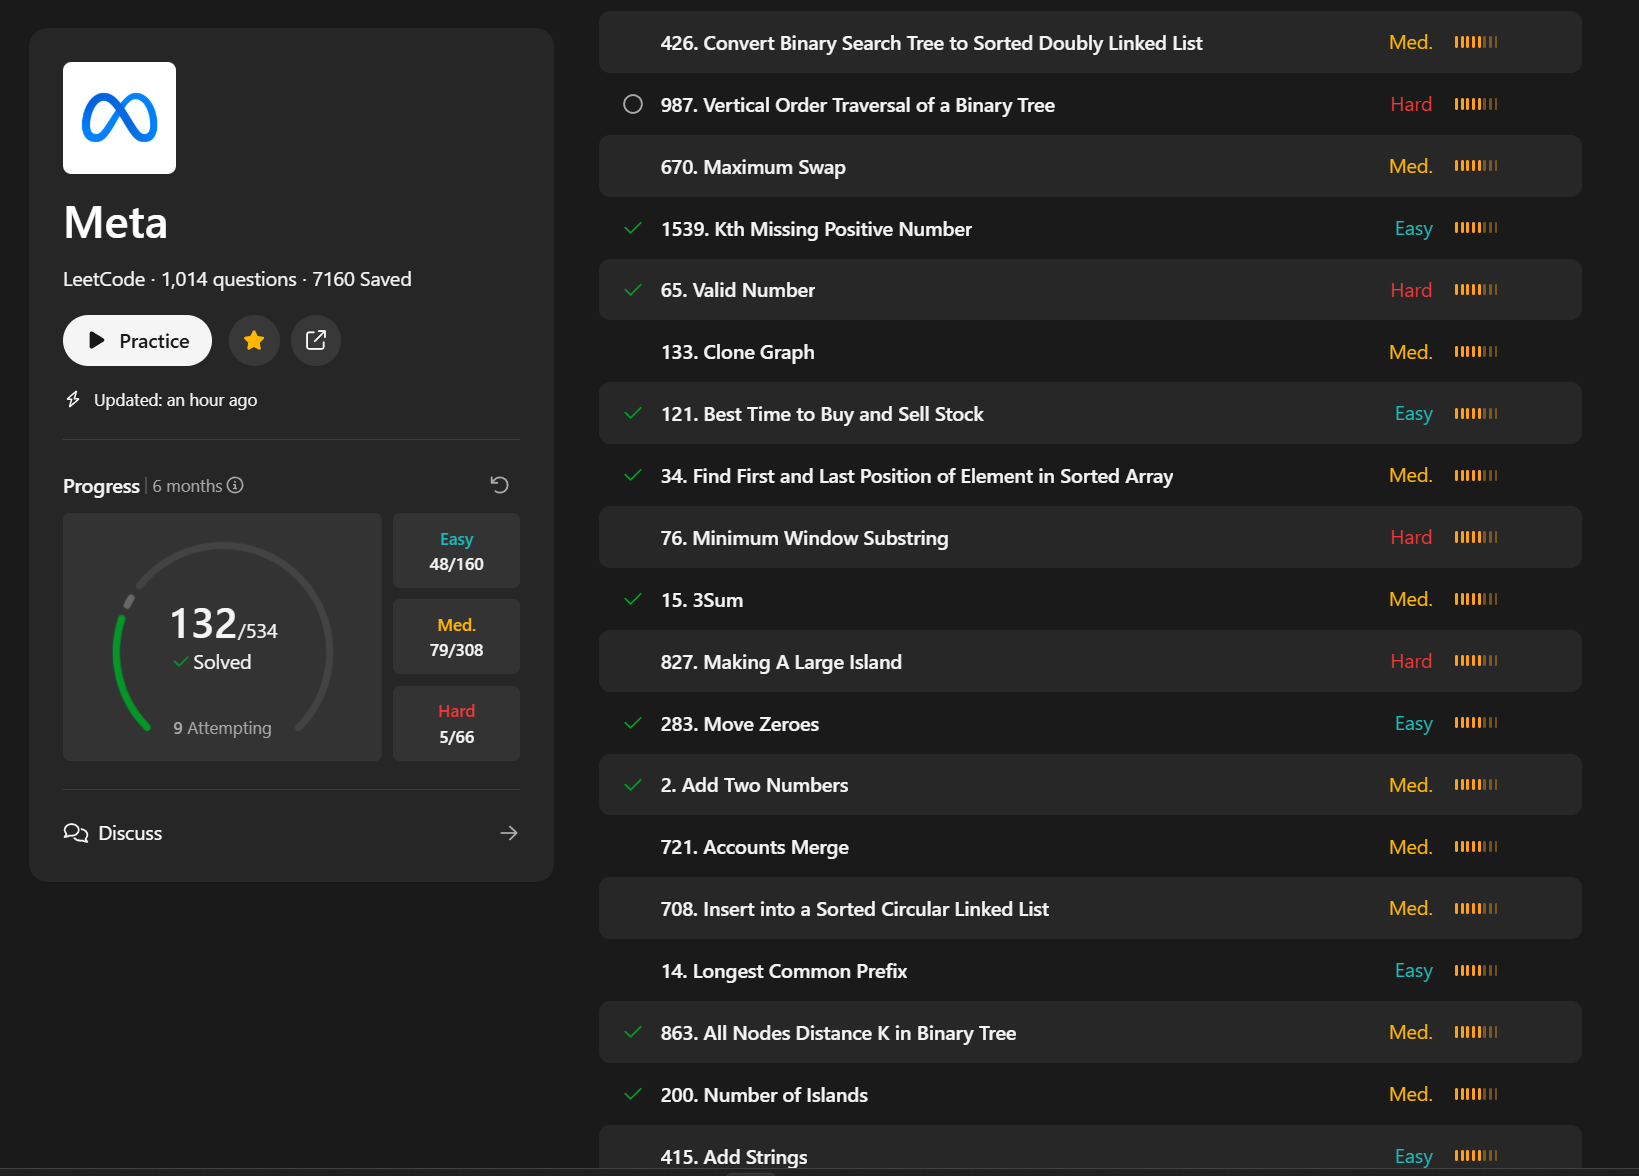 Meta
LeetCode · 1,014 questions · 7160 Saved
Practice
Updated: an hour ago
Progress | 6 months
132/534
Solved
9 Attempting
Easy
48/160
Med.
79/308
Hard
5/66
Discuss
426. Convert Binary Search Tree to Sorted Doubly Linked List Med.
987. Vertical Order Traversal of a Binary Tree Hard
670. Maximum Swap Med.
1539. Kth Missing Positive Number Easy
65. Valid Number Hard
133. Clone Graph Med.
121. Best Time to Buy and Sell Stock Easy
34. Find First and Last Position of Element in Sorted Array Med.
76. Minimum Window Substring Hard
15. 3Sum Med.
827. Making A Large Island Hard
283. Move Zeroes Easy
2. Add Two Numbers Med.
721. Accounts Merge Med.
708. Insert into a Sorted Circular Linked List Med.
14. Longest Common Prefix Easy
863. All Nodes Distance K in Binary Tree Med.
200. Number of Islands Med.
415. Add Strings Easy